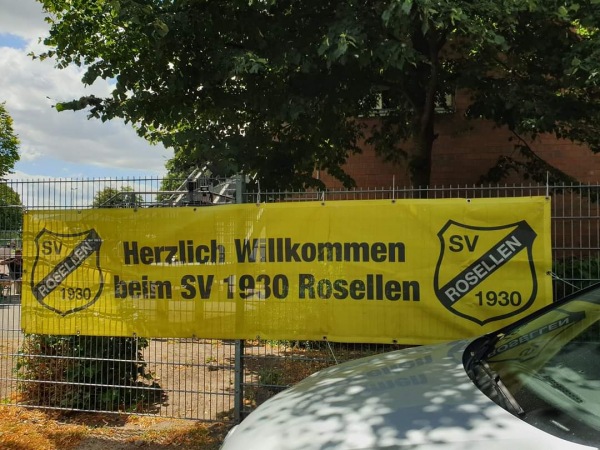 SV
ROSELLEN
1930
Herzlich Willkommen
beim SV 1930 Rosellen
SV
ROSELLEN
1930